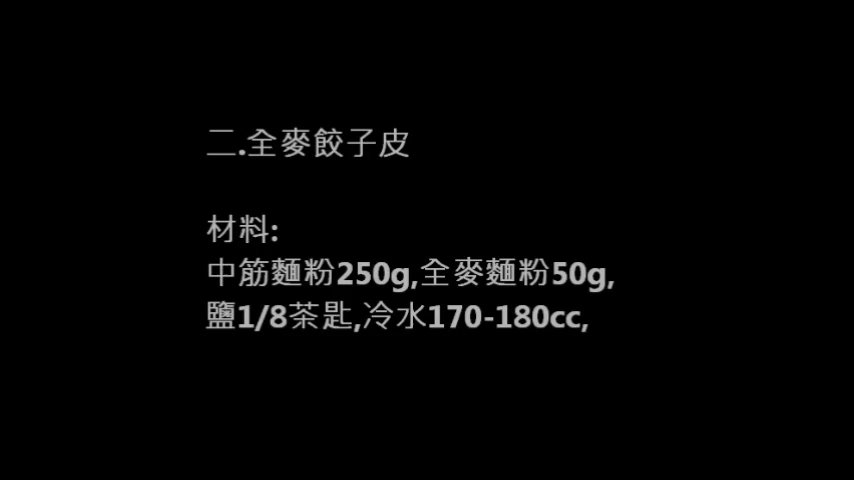 二.全麥餃子皮
材料:
中筋麵粉250g,全麥麵粉50g,
鹽1/8茶匙,冷水170-180cc,